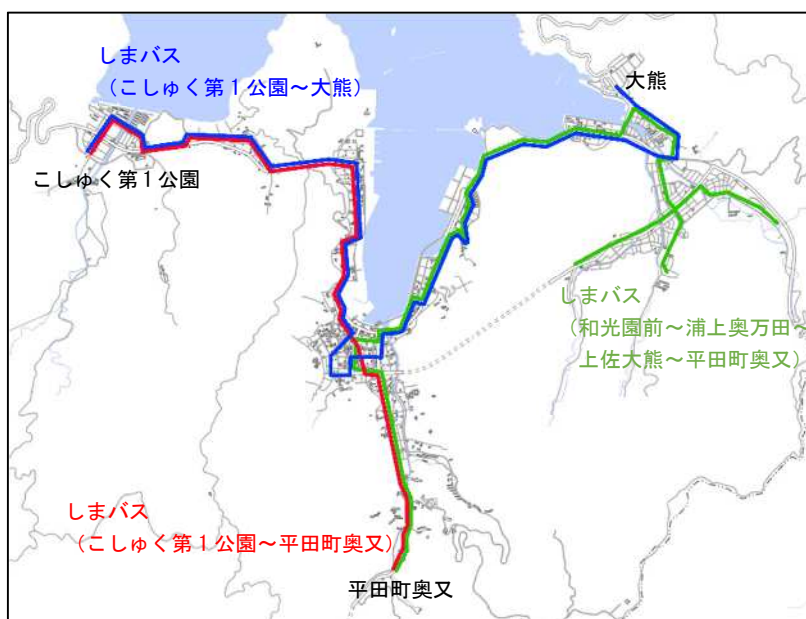 しまバス
（こしゅく第１公園～大熊）
大熊
こしゅく第１公園
しまバス
（和光園前～浦上奥万田～
上佐大熊～平田町奥又）
しまバス
（こしゅく第１公園～平田町奥又）
平田町奥又